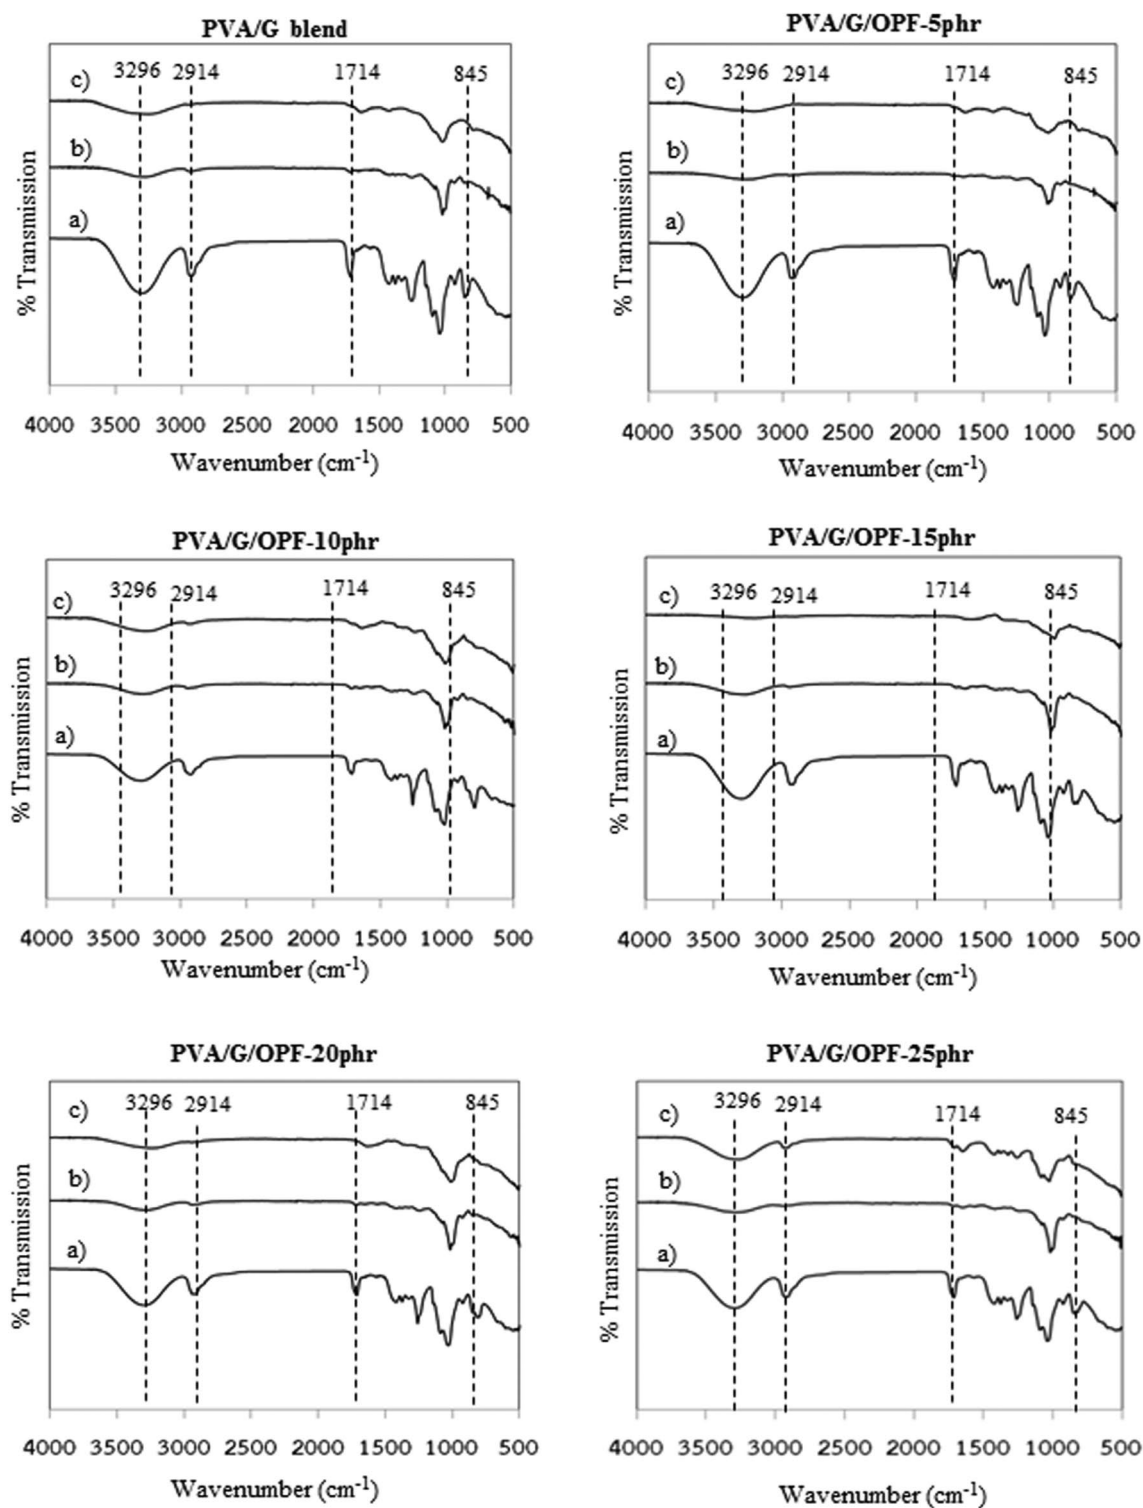 PVA/G blend
3296 2914 1714 845
c)
b)
a)
% Transmission
4000 3500 3000 2500 2000 1500 1000 500
Wavenumber (cm-1)
PVA/G/OPF-5phr
3296 2914 1714 845
c)
b)
a)
% Transmission
4000 3500 3000 2500 2000 1500 1000 500
Wavenumber (cm-1)
PVA/G/OPF-10phr
3296 2914 1714 845
c)
b)
a)
% Transmission
4000 3500 3000 2500 2000 1500 1000 500
Wavenumber (cm-1)
PVA/G/OPF-15phr
3296 2914 1714 845
c)
b)
a)
% Transmission
4000 3500 3000 2500 2000 1500 1000 500
Wavenumber (cm-1)
PVA/G/OPF-20phr
3296 2914 1714 845
c)
b)
a)
% Transmission
4000 3500 3000 2500 2000 1500 1000 500
Wavenumber (cm-1)
PVA/G/OPF-25phr
3296 2914 1714 845
c)
b)
a)
% Transmission
4000 3500 3000 2500 2000 1500 1000 500
Wavenumber (cm-1)